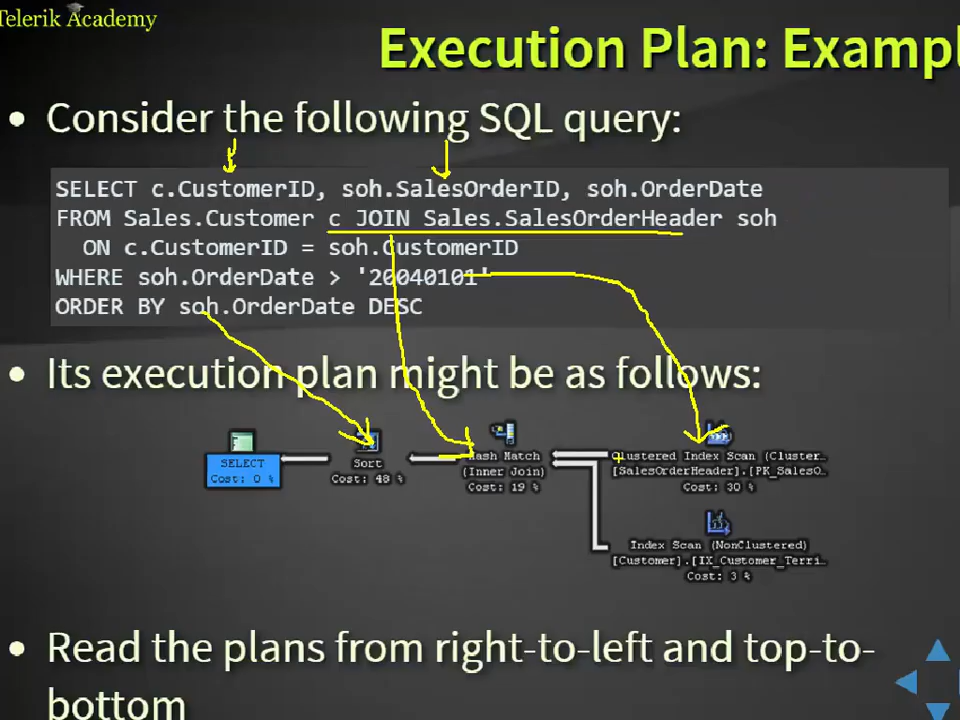 Telerik Academy
Execution Plan: Exampl
• Consider the following SQL query:
SELECT c.CustomerID, soh.SalesOrderID, soh.OrderDate
FROM Sales.Customer c JOIN Sales.SalesOrderHeader soh
ON c.CustomerID = soh.CustomerID
WHERE soh.OrderDate > '20040101'
ORDER BY soh.OrderDate DESC
• Its execution plan might be as follows:
SELECT
Cost: 0 %
Sort
Cost: 48 %
Hash Match
(Inner Join)
Cost: 19 %
Clustered Index Scan (Cluster…
[SalesOrderHeader].[PK_SalesO…
Cost: 30 %
Index Scan (NonClustered)
[Customer].[IX_Customer_Terri…
Cost: 3 %
• Read the plans from right-to-left and top-to-
bottom